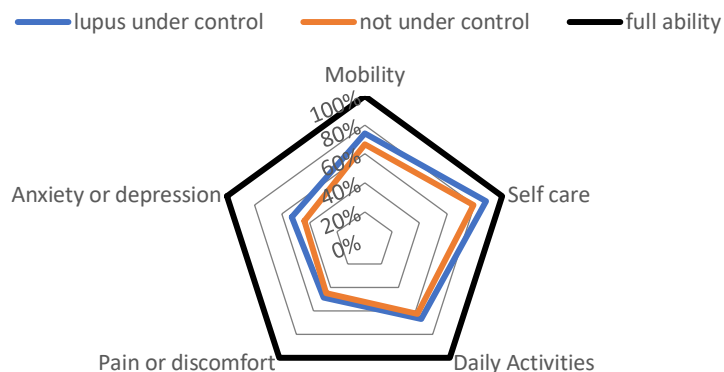 lupus under control not under control full ability
Mobility
100%
80%
60%
40%
20%
0%
Anxiety or depression
Self care
Pain or discomfort
Daily Activities